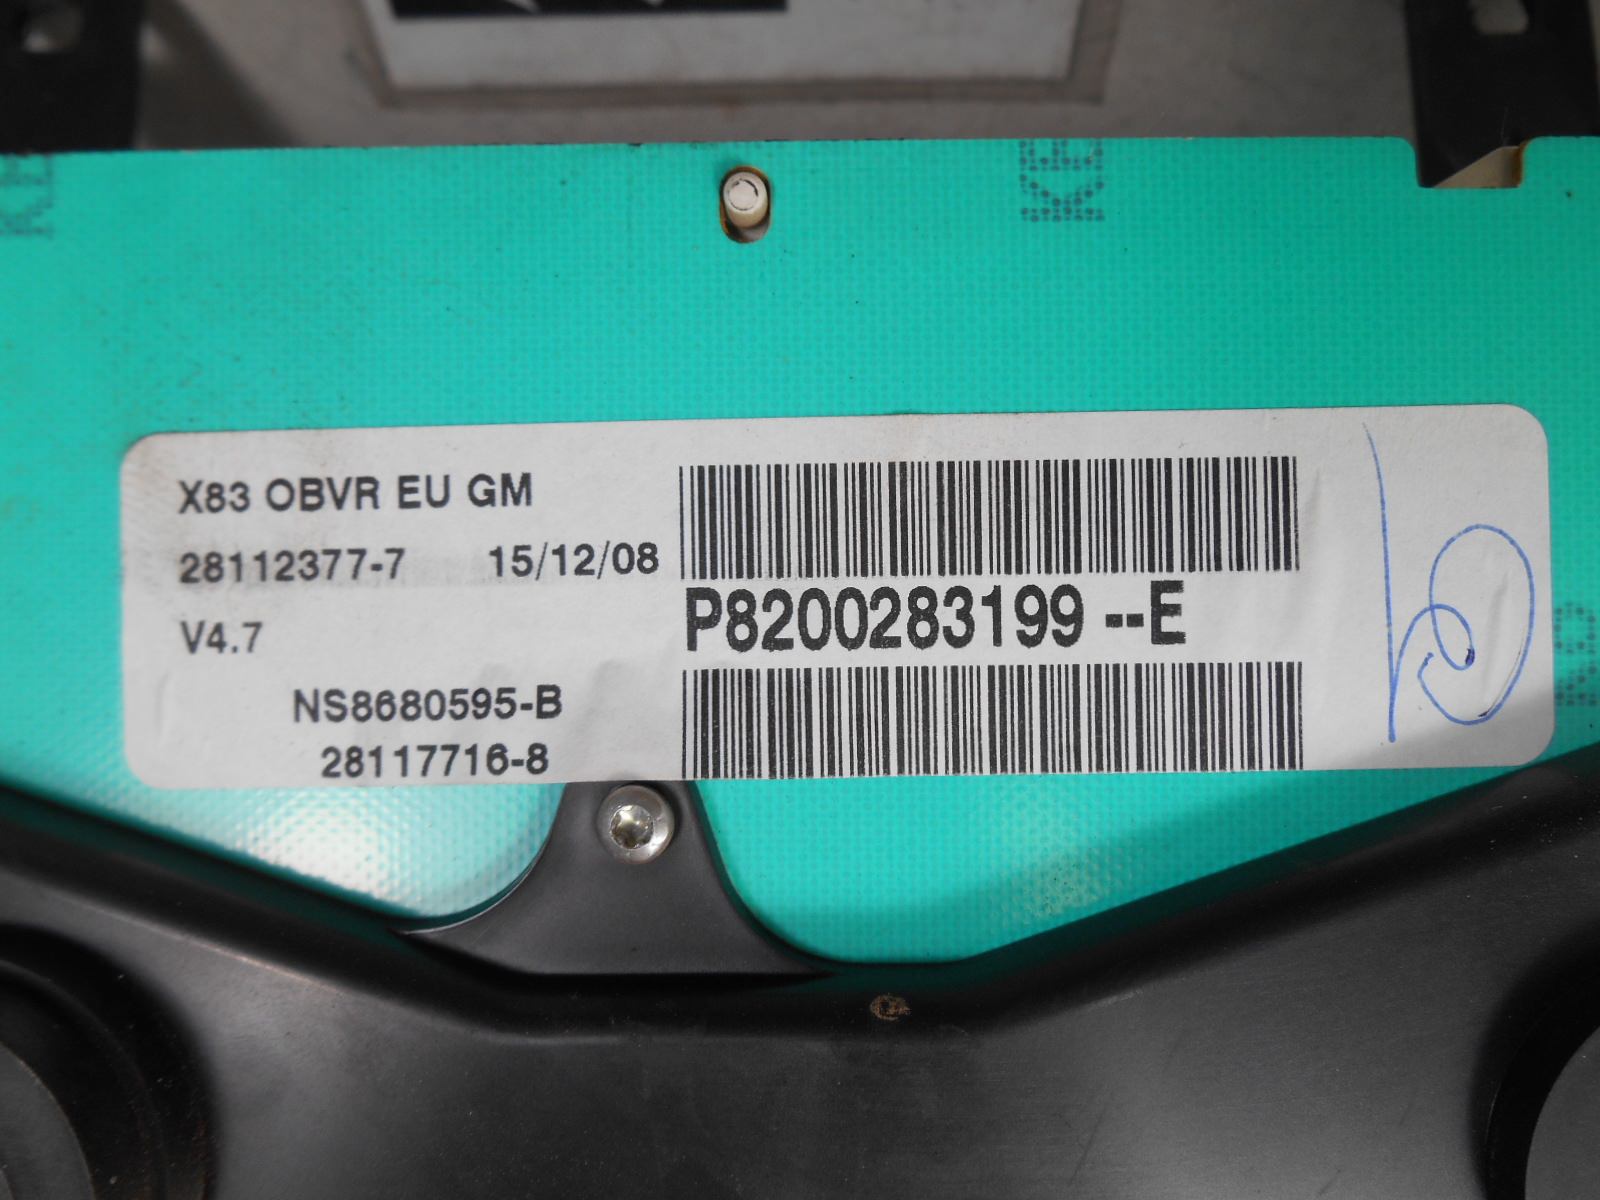 X83 OBVR EU GM
28112377-7 15/12/08
V4.7
P8200283199 --E
NS8680595-B
28117716-8